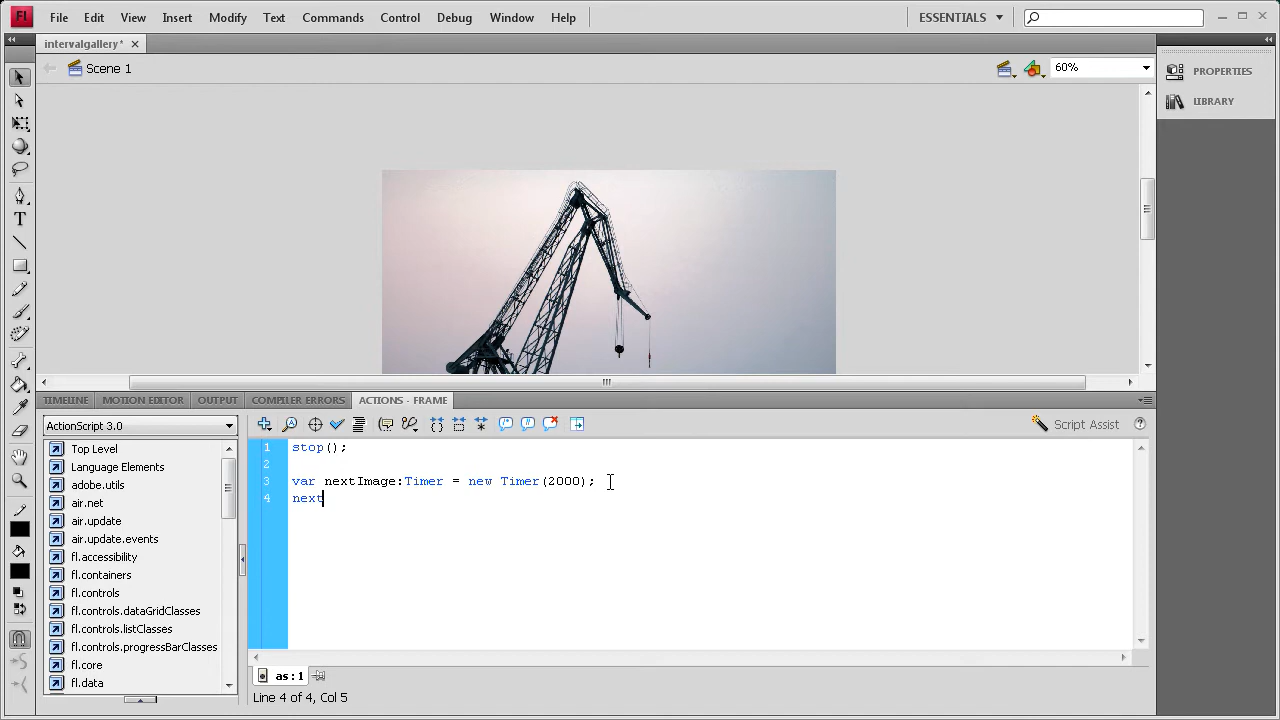 Fl File Edit View Insert Modify Text Commands Control Debug Window Help ESSENTIALS
intervalgallery*
Scene 1 60%
PROPERTIES
LIBRARY
TIMELINE MOTION EDITOR OUTPUT COMPILER ERRORS ACTIONS - FRAME
ActionScript 3.0 Script Assist
Top Level
Language Elements
adobe.utils
air.net
air.update
air.update.events
fl.accessibility
fl.containers
fl.controls
fl.controls.dataGridClasses
fl.controls.listClasses
fl.controls.progressBarClasses
fl.core
fl.data
1 stop();
2
3 var nextImage:Timer = new Timer(2000);
4 next
as : 1
Line 4 of 4, Col 5